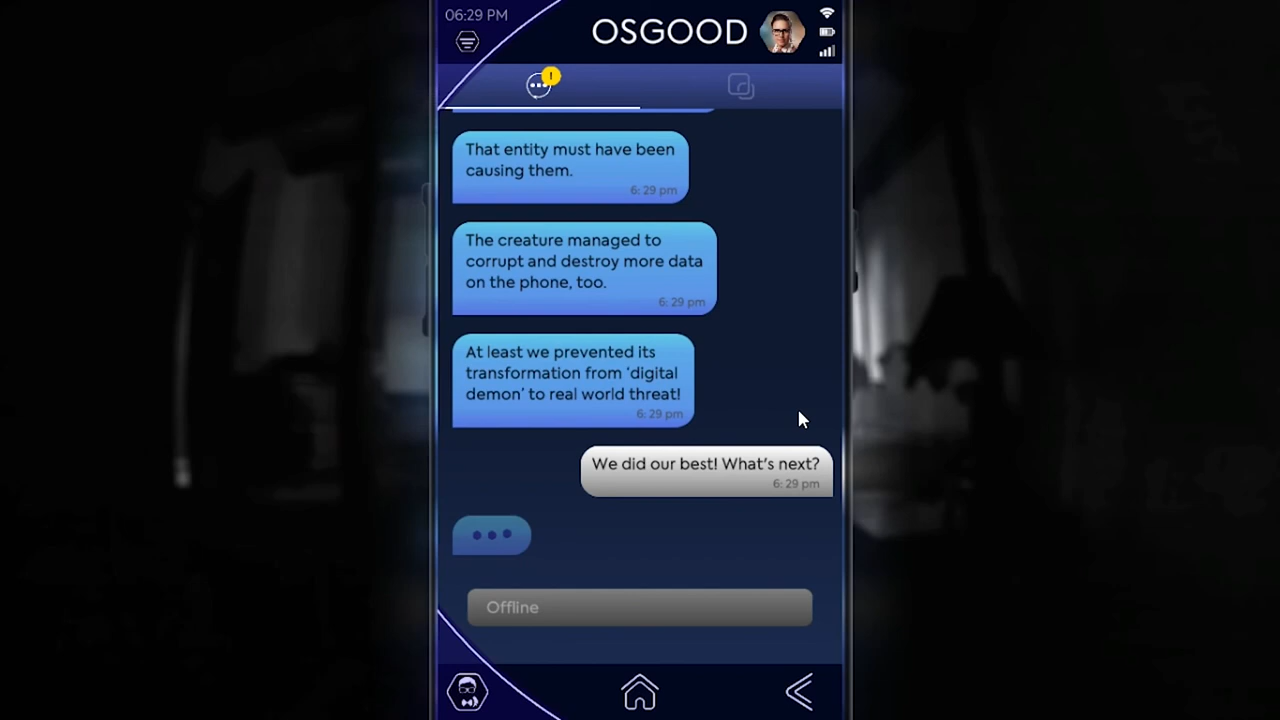 06:29 PM
OSGOOD
!
That entity must have been
causing them.
6: 29 pm
The creature managed to
corrupt and destroy more data
on the phone, too.
6: 29 pm
At least we prevented its
transformation from ‘digital
demon’ to real world threat!
6: 29 pm
We did our best! What's next?
6: 29 pm
Offline